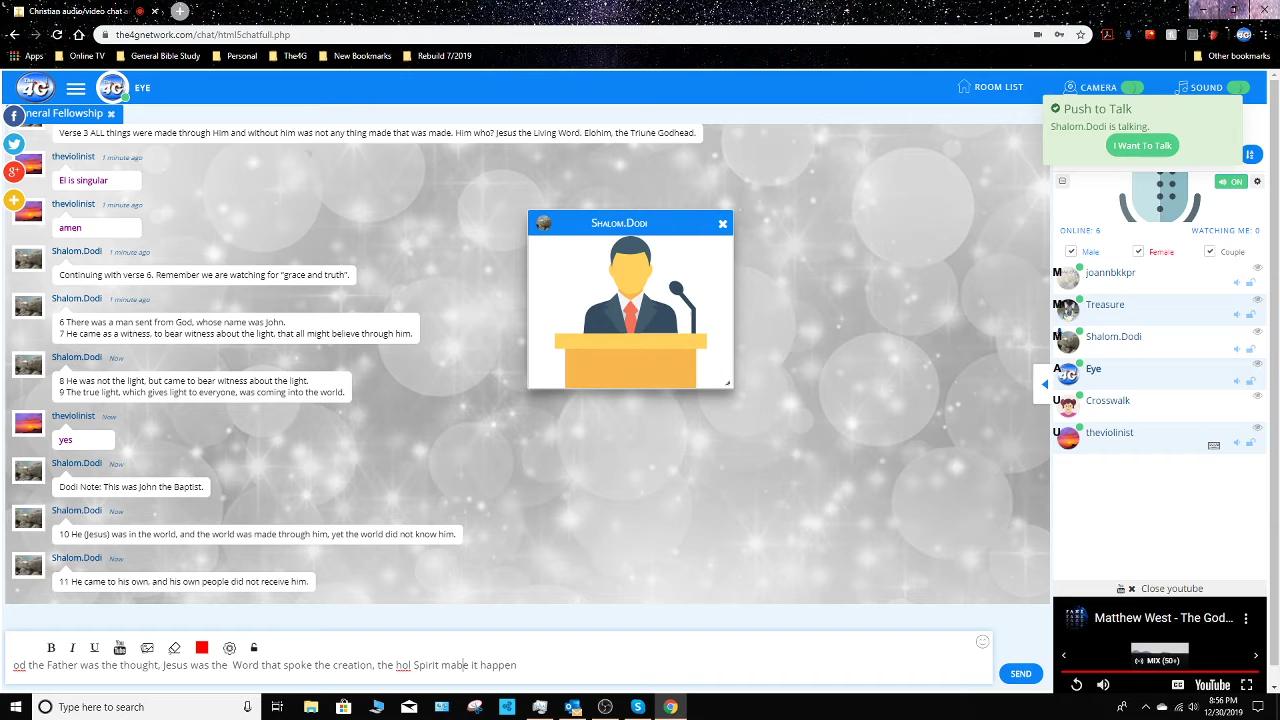 Christian audio/video chat a
the4gnetwork.com/chat/html5chatfull.php
Apps Online TV General Bible Study Personal The4G New Bookmarks Rebuild 7/2019 Other bookmarks
4G EYE ROOM LIST CAMERA SOUND
neral Fellowship
Push to Talk
Shalom.Dodi is talking.
I Want To Talk
Verse 3 ALL things were made through Him and without him was not any thing made that was made. Him who? Jesus the Living Word. Elohim, the Triune Godhead.
theviolinist 1 minute ago
El is singular
theviolinist 1 minute ago
amen
Shalom.Dodi 1 minute ago
Continuing with verse 6. Remember we are watching for "grace and truth".
Shalom.Dodi 1 minute ago
6 There was a man sent from God, whose name was John.
7 He came as a witness, to bear witness about the light, that all might believe through him.
Shalom.Dodi Now
8 He was not the light, but came to bear witness about the light.
9 The true light, which gives light to everyone, was coming into the world.
theviolinist Now
yes
Shalom.Dodi Now
Dodi Note: This was John the Baptist.
Shalom.Dodi Now
10 He (Jesus) was in the world, and the world was made through him, yet the world did not know him.
Shalom.Dodi Now
11 He came to his own, and his own people did not receive him.
Shalom.Dodi
ON
ONLINE: 6 WATCHING ME: 0
Male Female Couple
M joannbkkpr
M Treasure
M Shalom.Dodi
A Eye
U Crosswalk
U theviolinist
Close youtube
Matthew West - The God...
MIX (50+)
YouTube
B I U
od the Father was the thought, Jesus was the Word that spoke the creation, the hol Spirit made it happen
SEND
Type here to search
8:56 PM
12/30/2019